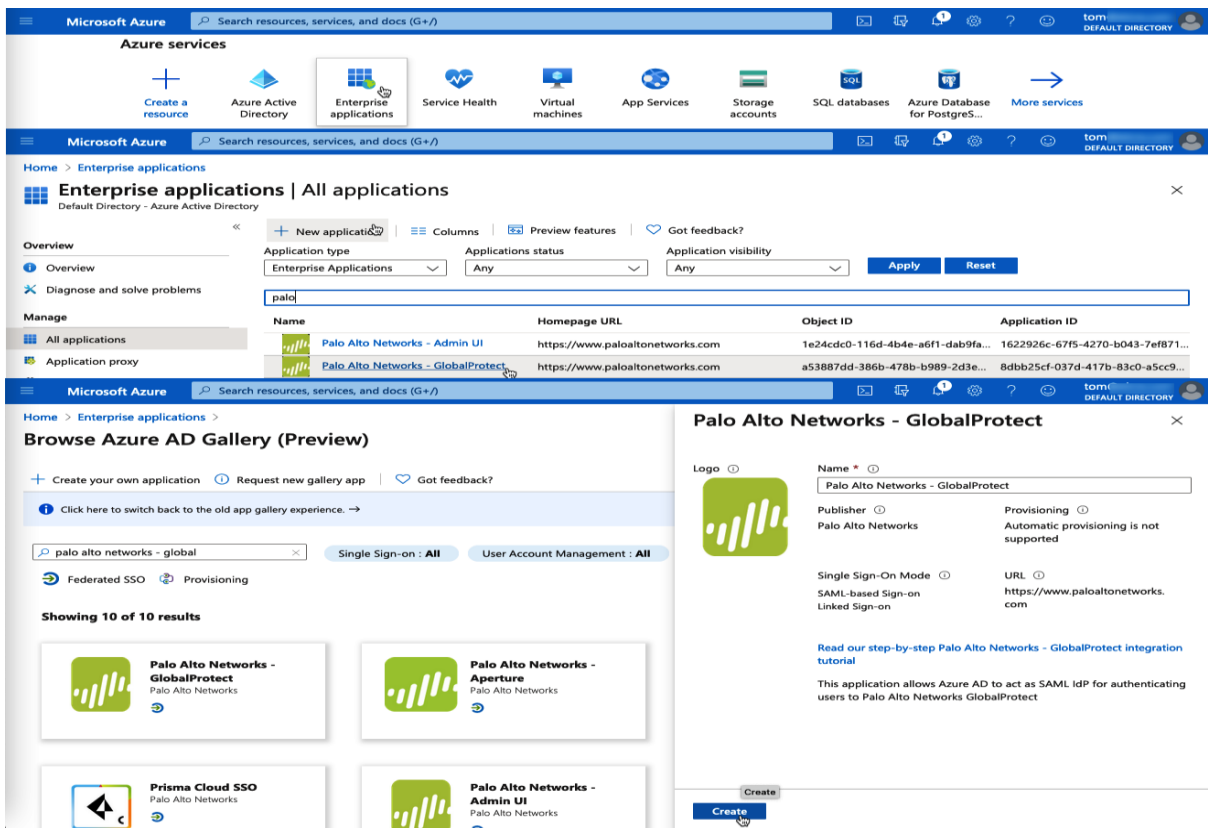 Microsoft Azure
Search resources, services, and docs (G+/)
1
tom
DEFAULT DIRECTORY
Azure services
Create a
resource
Azure Active
Directory
Enterprise
applications
Service Health
Virtual
machines
App Services
Storage
accounts
SQL
SQL databases
Azure Database
for PostgreS...
More services
Microsoft Azure
Search resources, services, and docs (G+/)
1
tom
DEFAULT DIRECTORY
Home > Enterprise applications
Enterprise applications | All applications
Default Directory - Azure Active Directory
«
New application
Columns
Preview features
Got feedback?
Overview
Overview
Diagnose and solve problems
Manage
All applications
Application proxy
Application type
Enterprise Applications
Applications status
Any
Application visibility
Any
Apply
Reset
palo
Name Homepage URL Object ID Application ID
Palo Alto Networks - Admin UI https://www.paloaltonetworks.com 1e24cdc0-116d-4b4e-a6f1-dab9fa... 1622926c-67f5-4270-b043-7ef871...
Palo Alto Networks - GlobalProtect https://www.paloaltonetworks.com a53887dd-386b-478b-b989-2d3e... 8dbb25cf-037d-417b-83c0-a5cc9...
Microsoft Azure
Search resources, services, and docs (G+/)
1
tom
DEFAULT DIRECTORY
Home > Enterprise applications >
Browse Azure AD Gallery (Preview)
Create your own application
Request new gallery app
Got feedback?
Click here to switch back to the old app gallery experience. →
palo alto networks - global
Single Sign-on : All
User Account Management : All
Federated SSO
Provisioning
Showing 10 of 10 results
Palo Alto Networks -
GlobalProtect
Palo Alto Networks
Palo Alto Networks -
Aperture
Palo Alto Networks
Prisma Cloud SSO
Palo Alto Networks
Palo Alto Networks -
Admin UI
Palo Alto Networks
Palo Alto Networks - GlobalProtect
Logo
Name *
Palo Alto Networks - GlobalProtect
Publisher
Palo Alto Networks
Provisioning
Automatic provisioning is not
supported
Single Sign-On Mode
SAML-based Sign-on
Linked Sign-on
URL
https://www.paloaltonetworks.
com
Read our step-by-step Palo Alto Networks - GlobalProtect integration
tutorial
This application allows Azure AD to act as SAML IdP for authenticating
users to Palo Alto Networks GlobalProtect
Create
Create